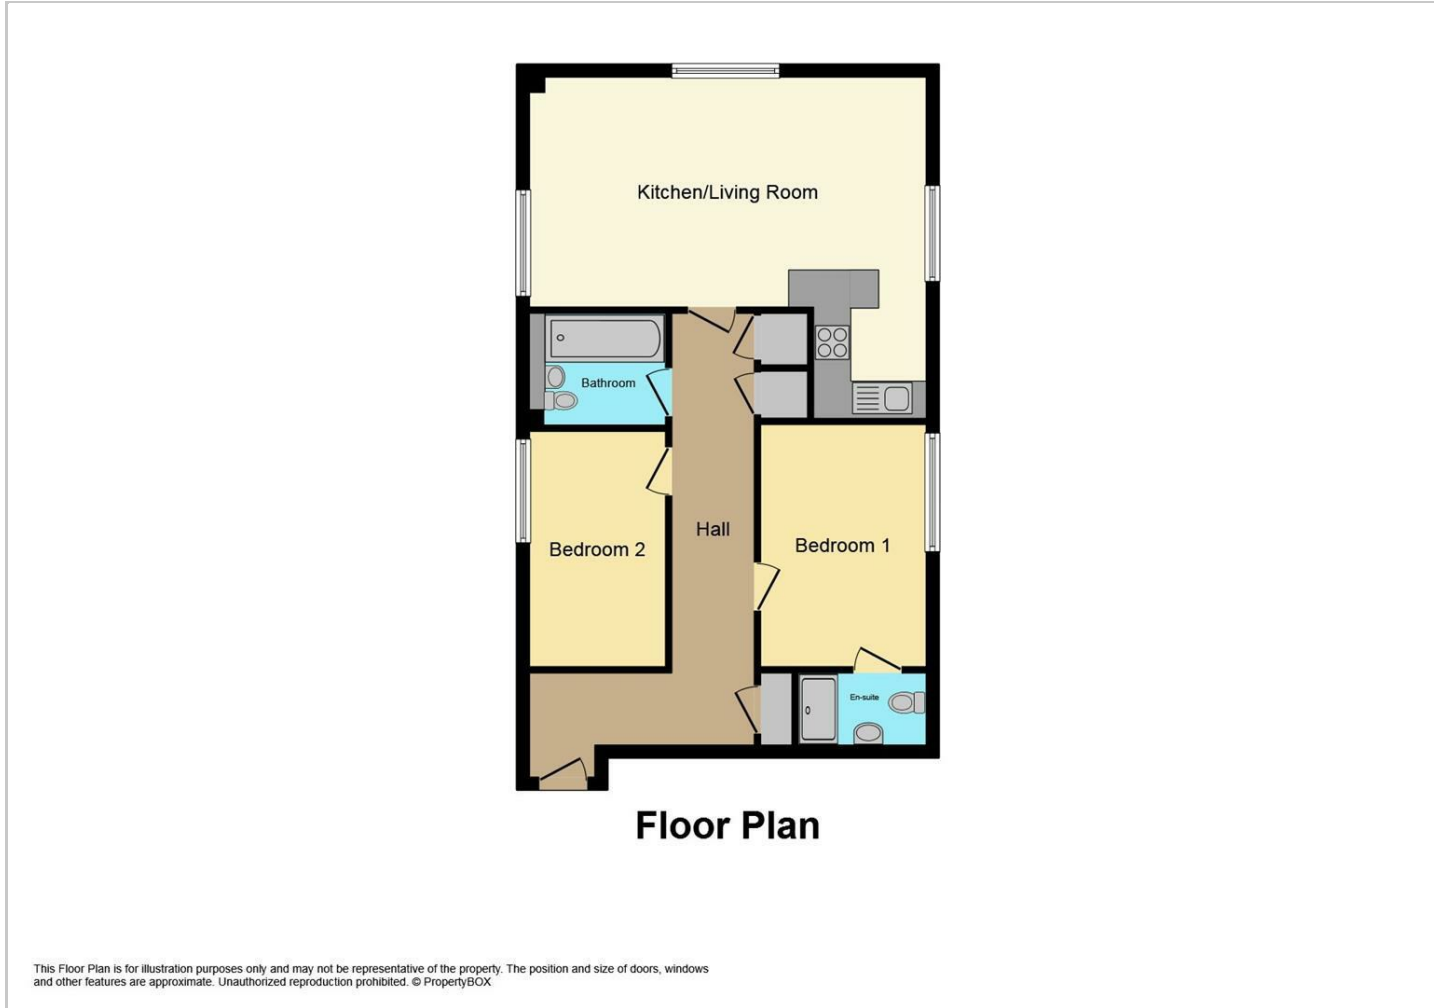 Kitchen/Living Room
Bathroom
Hall
Bedroom 2
Bedroom 1
En-suite
Floor Plan
This Floor Plan is for illustration purposes only and may not be representative of the property. The position and size of doors, windows
and other features are approximate. Unauthorized reproduction prohibited. © PropertyBOX